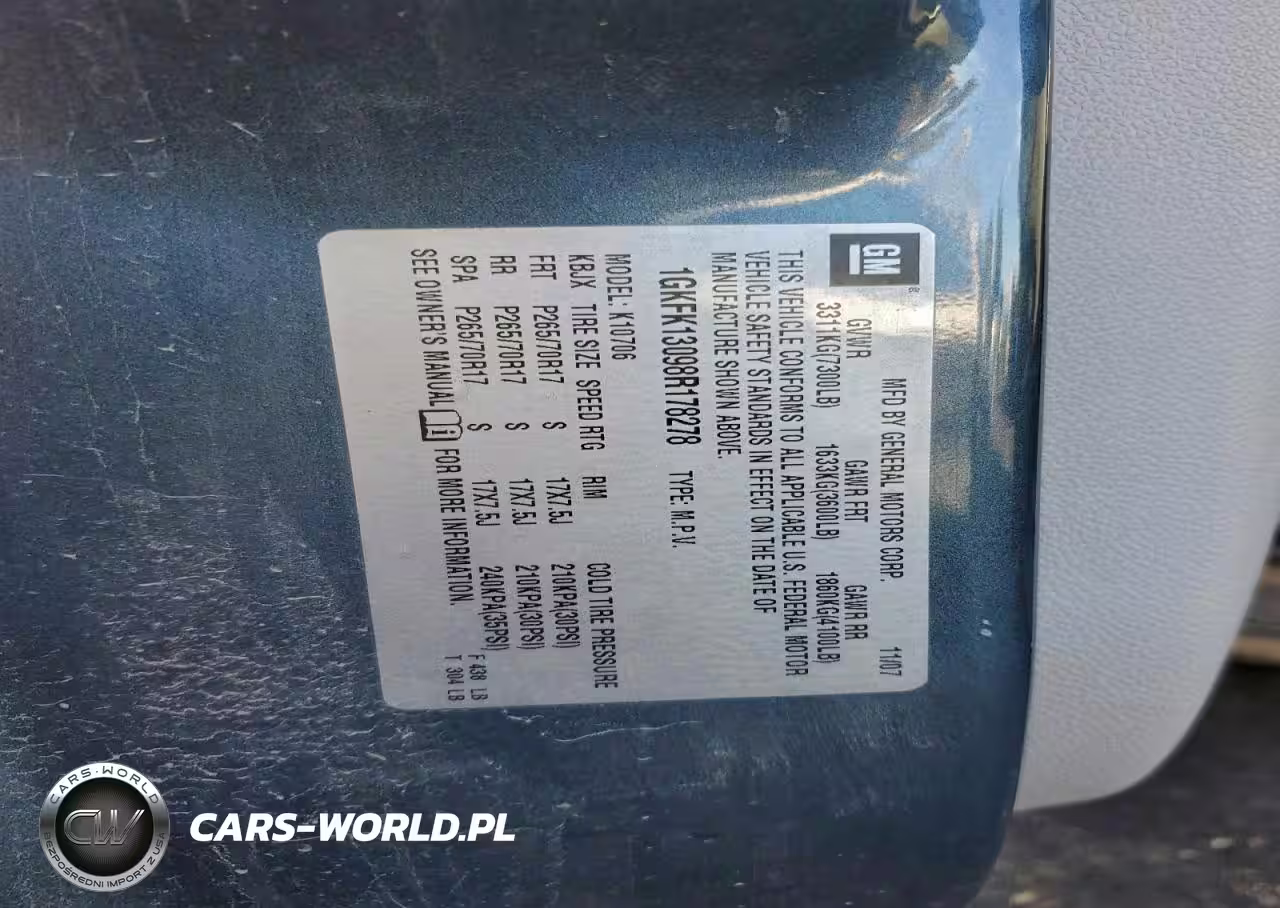 GM
®
MFD BY GENERAL MOTORS CORP. 11/07
GVWR GAWR FRT GAWR RR
3311KG(7300LB) 1633KG(3600LB) 1860KG(4100LB)
THIS VEHICLE CONFORMS TO ALL APPLICABLE U.S. FEDERAL MOTOR
VEHICLE SAFETY STANDARDS IN EFFECT ON THE DATE OF
MANUFACTURE SHOWN ABOVE.
1GKFK13098R178278 TYPE: M.P.V.
MODEL: K10706
KBJX TIRE SIZE SPEED RTG RIM COLD TIRE PRESSURE
FRT P265/70R17 S 17X7.5J 210KPA(30PSI)
RR P265/70R17 S 17X7.5J 210KPA(30PSI)
SPA P265/70R17 S 17X7.5J 240KPA(35PSI) F 438 LB
SEE OWNER'S MANUAL FOR MORE INFORMATION. T 304 LB
CARS-WORLD
CW
BEZPOŚREDNI IMPORT Z USA
CARS-WORLD.PL